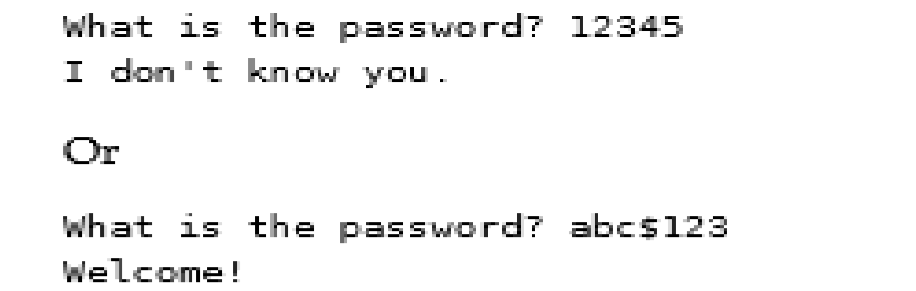 What is the password? 12345
I don't know you.
Or
What is the password? abc$123
Welcome!